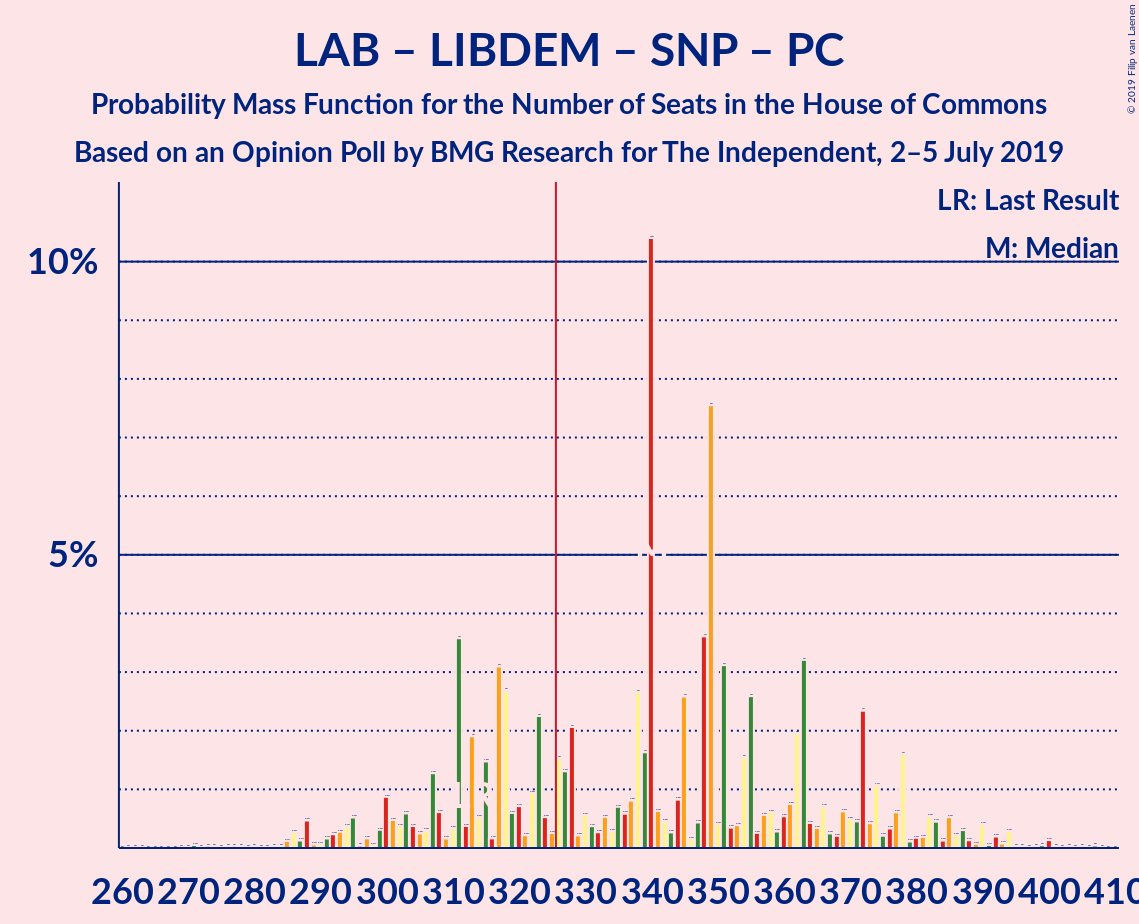 LAB – LIBDEM – SNP – PC
Probability Mass Function for the Number of Seats in the House of Commons
Based on an Opinion Poll by BMG Research for The Independent, 2–5 July 2019
© 2019 Filip van Laenen
LR: Last Result
M: Median
10%
5%
260 270 280 290 300 310 320 330 340 350 360 370 380 390 400 410